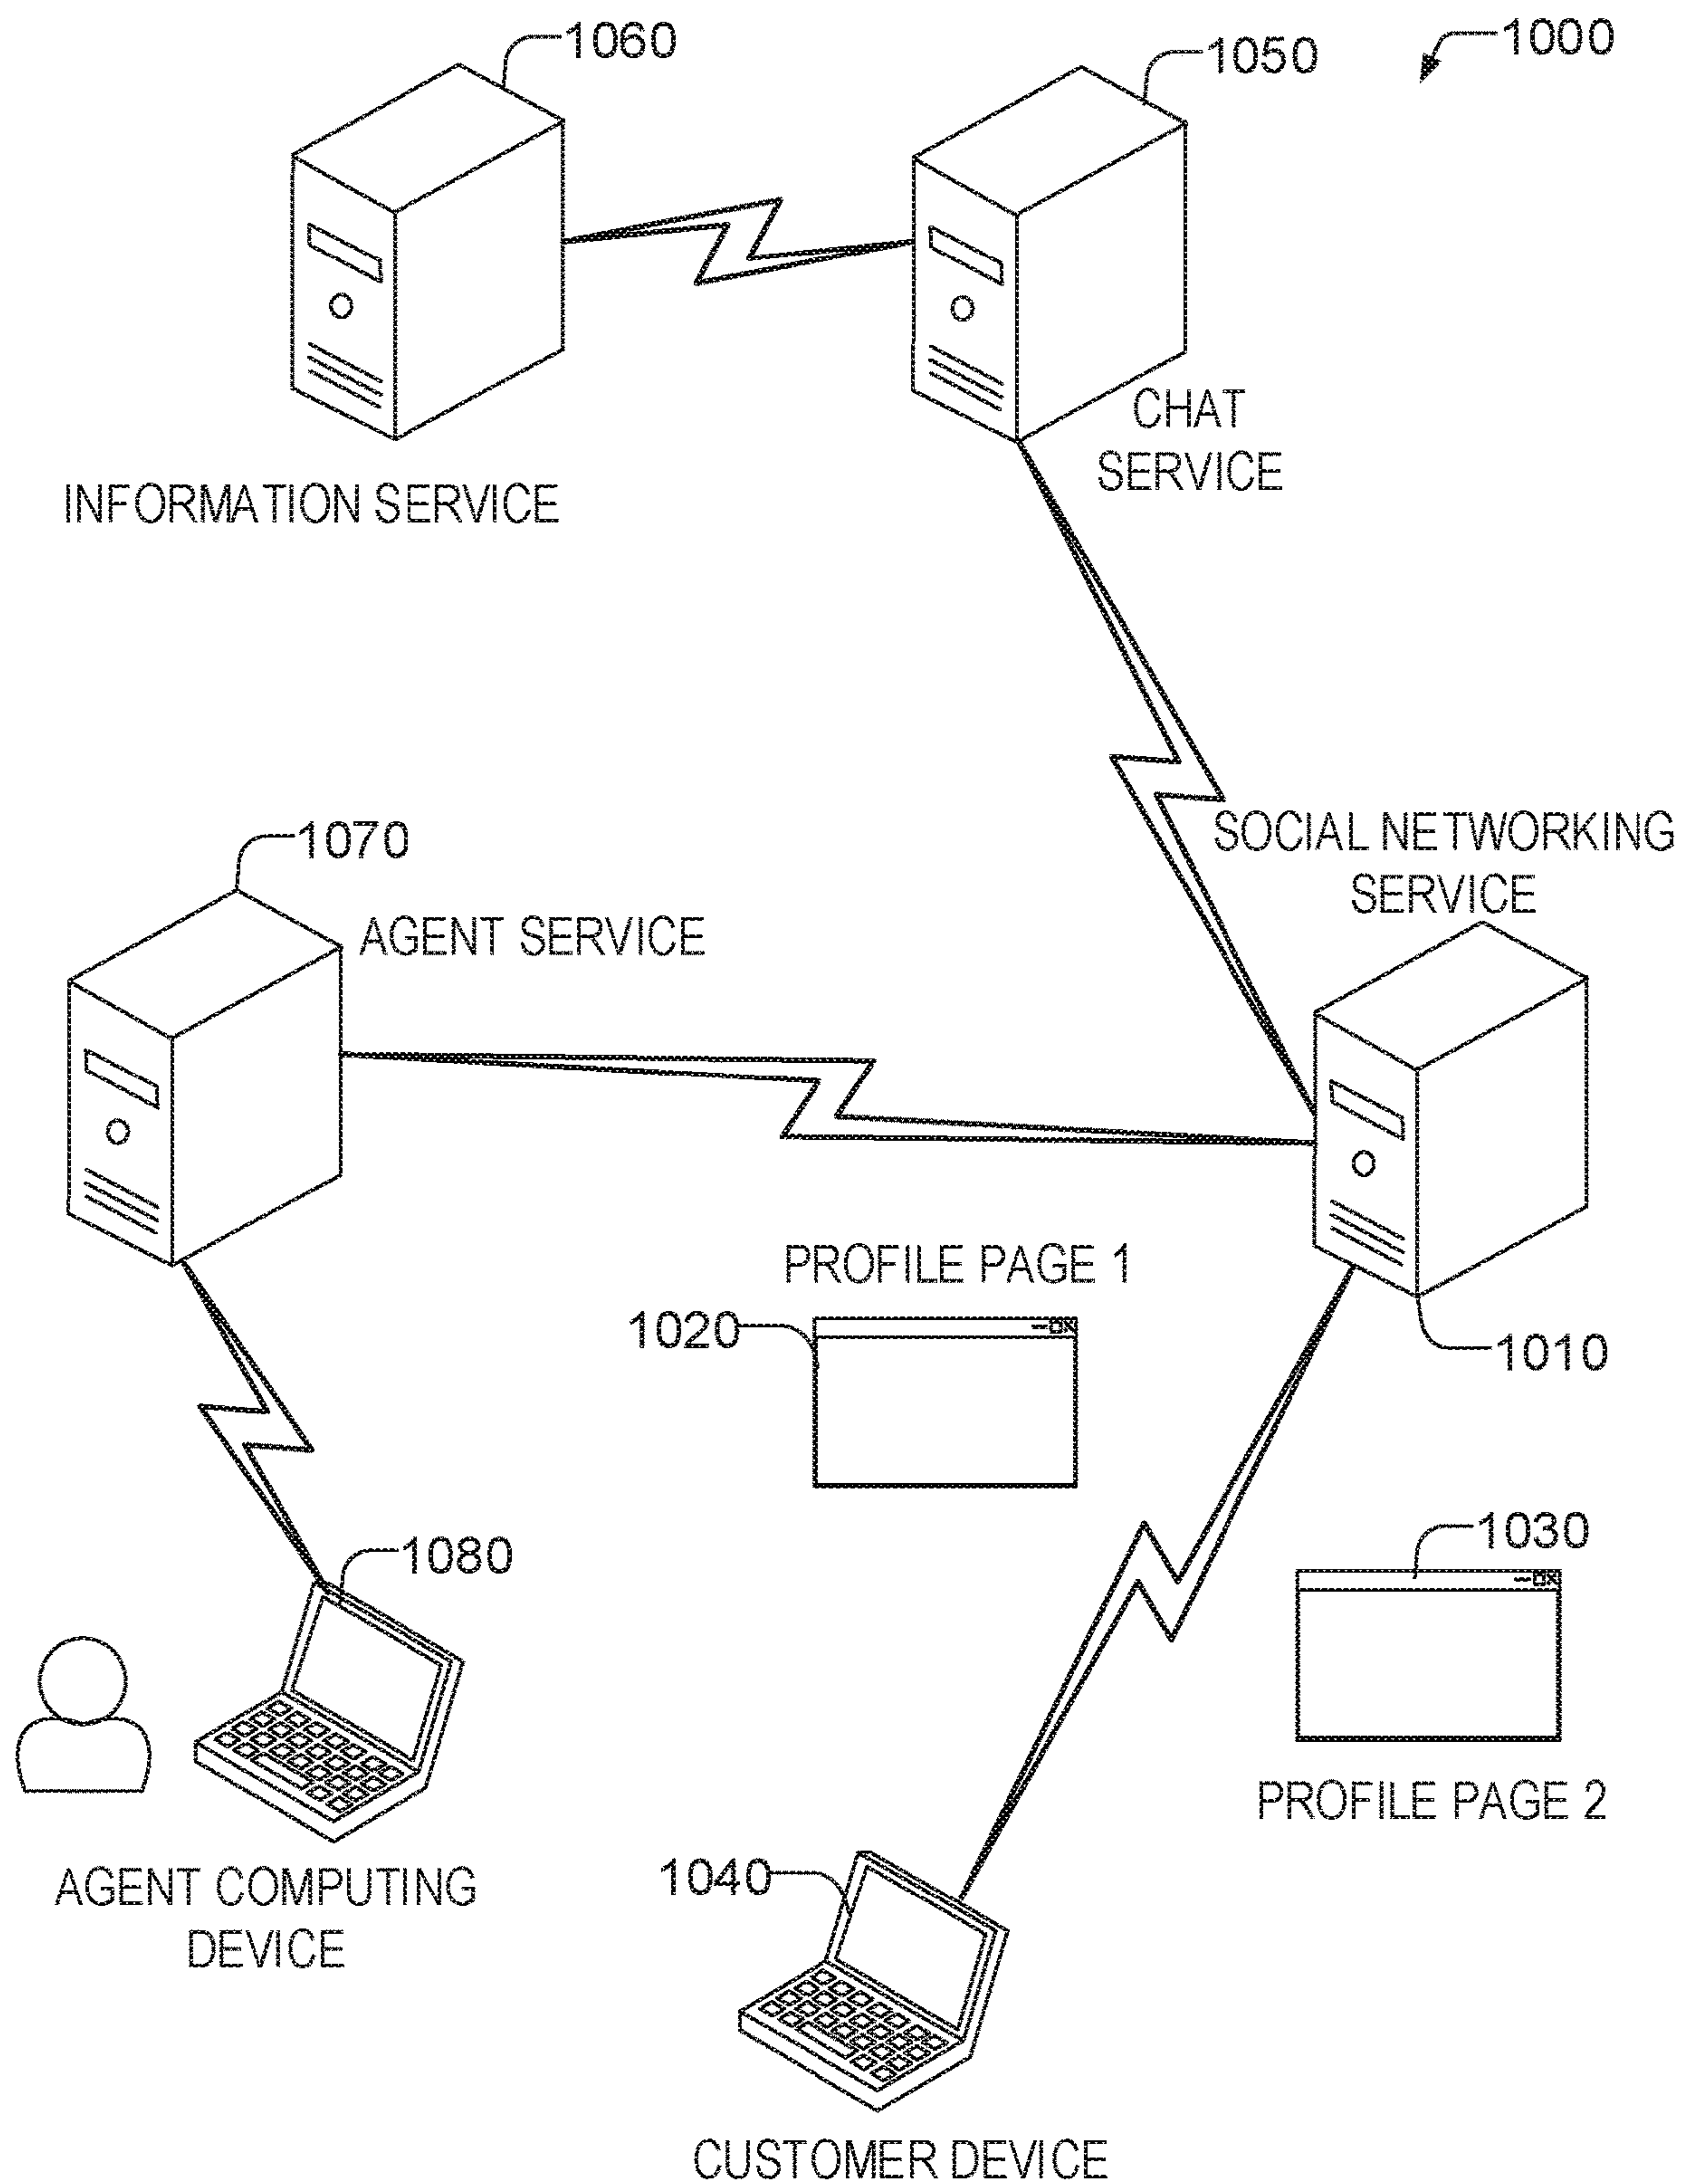 1060
1050
1000
CHAT
SERVICE
INFORMATION SERVICE
SOCIAL NETWORKING
SERVICE
1070
AGENT SERVICE
PROFILE PAGE 1
1020
1010
1080
1030
PROFILE PAGE 2
1040
AGENT COMPUTING
DEVICE
CUSTOMER DEVICE